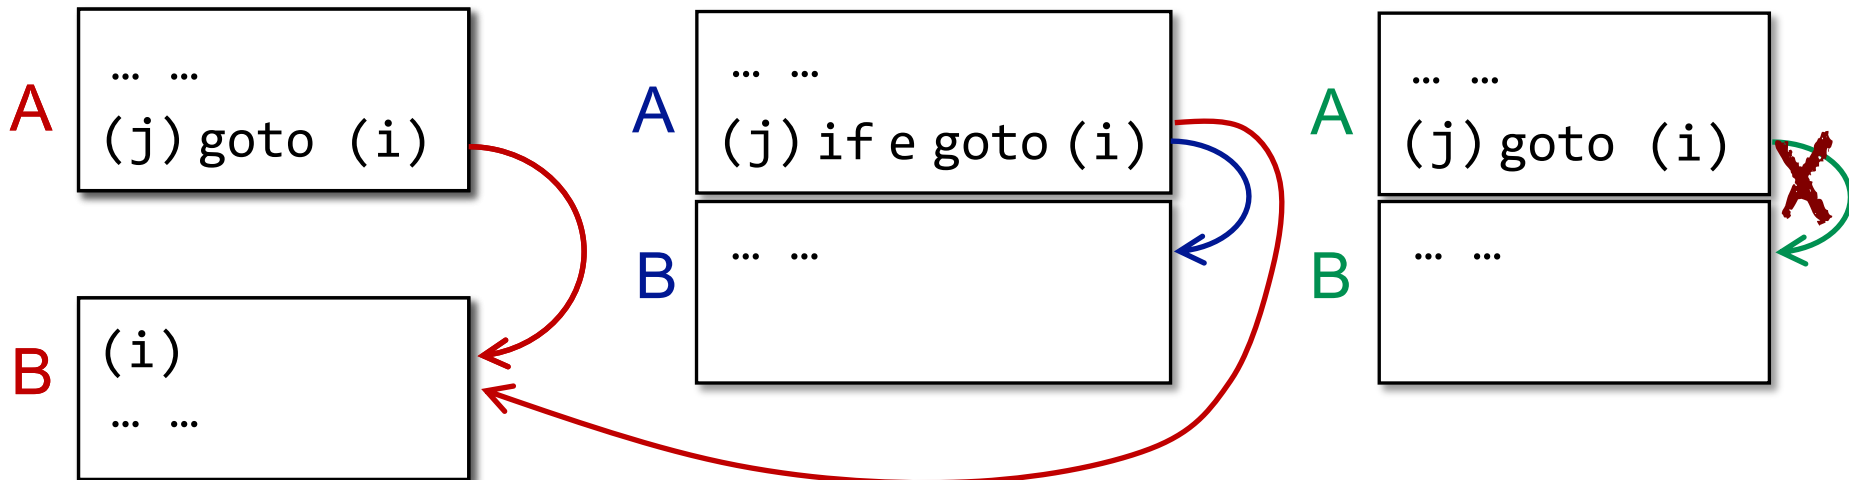 A
… …
(j) goto (i)
B
(i)
… …
A
… …
(j) if e goto (i)
B
… …
A
… …
(j) goto (i)
B
… …